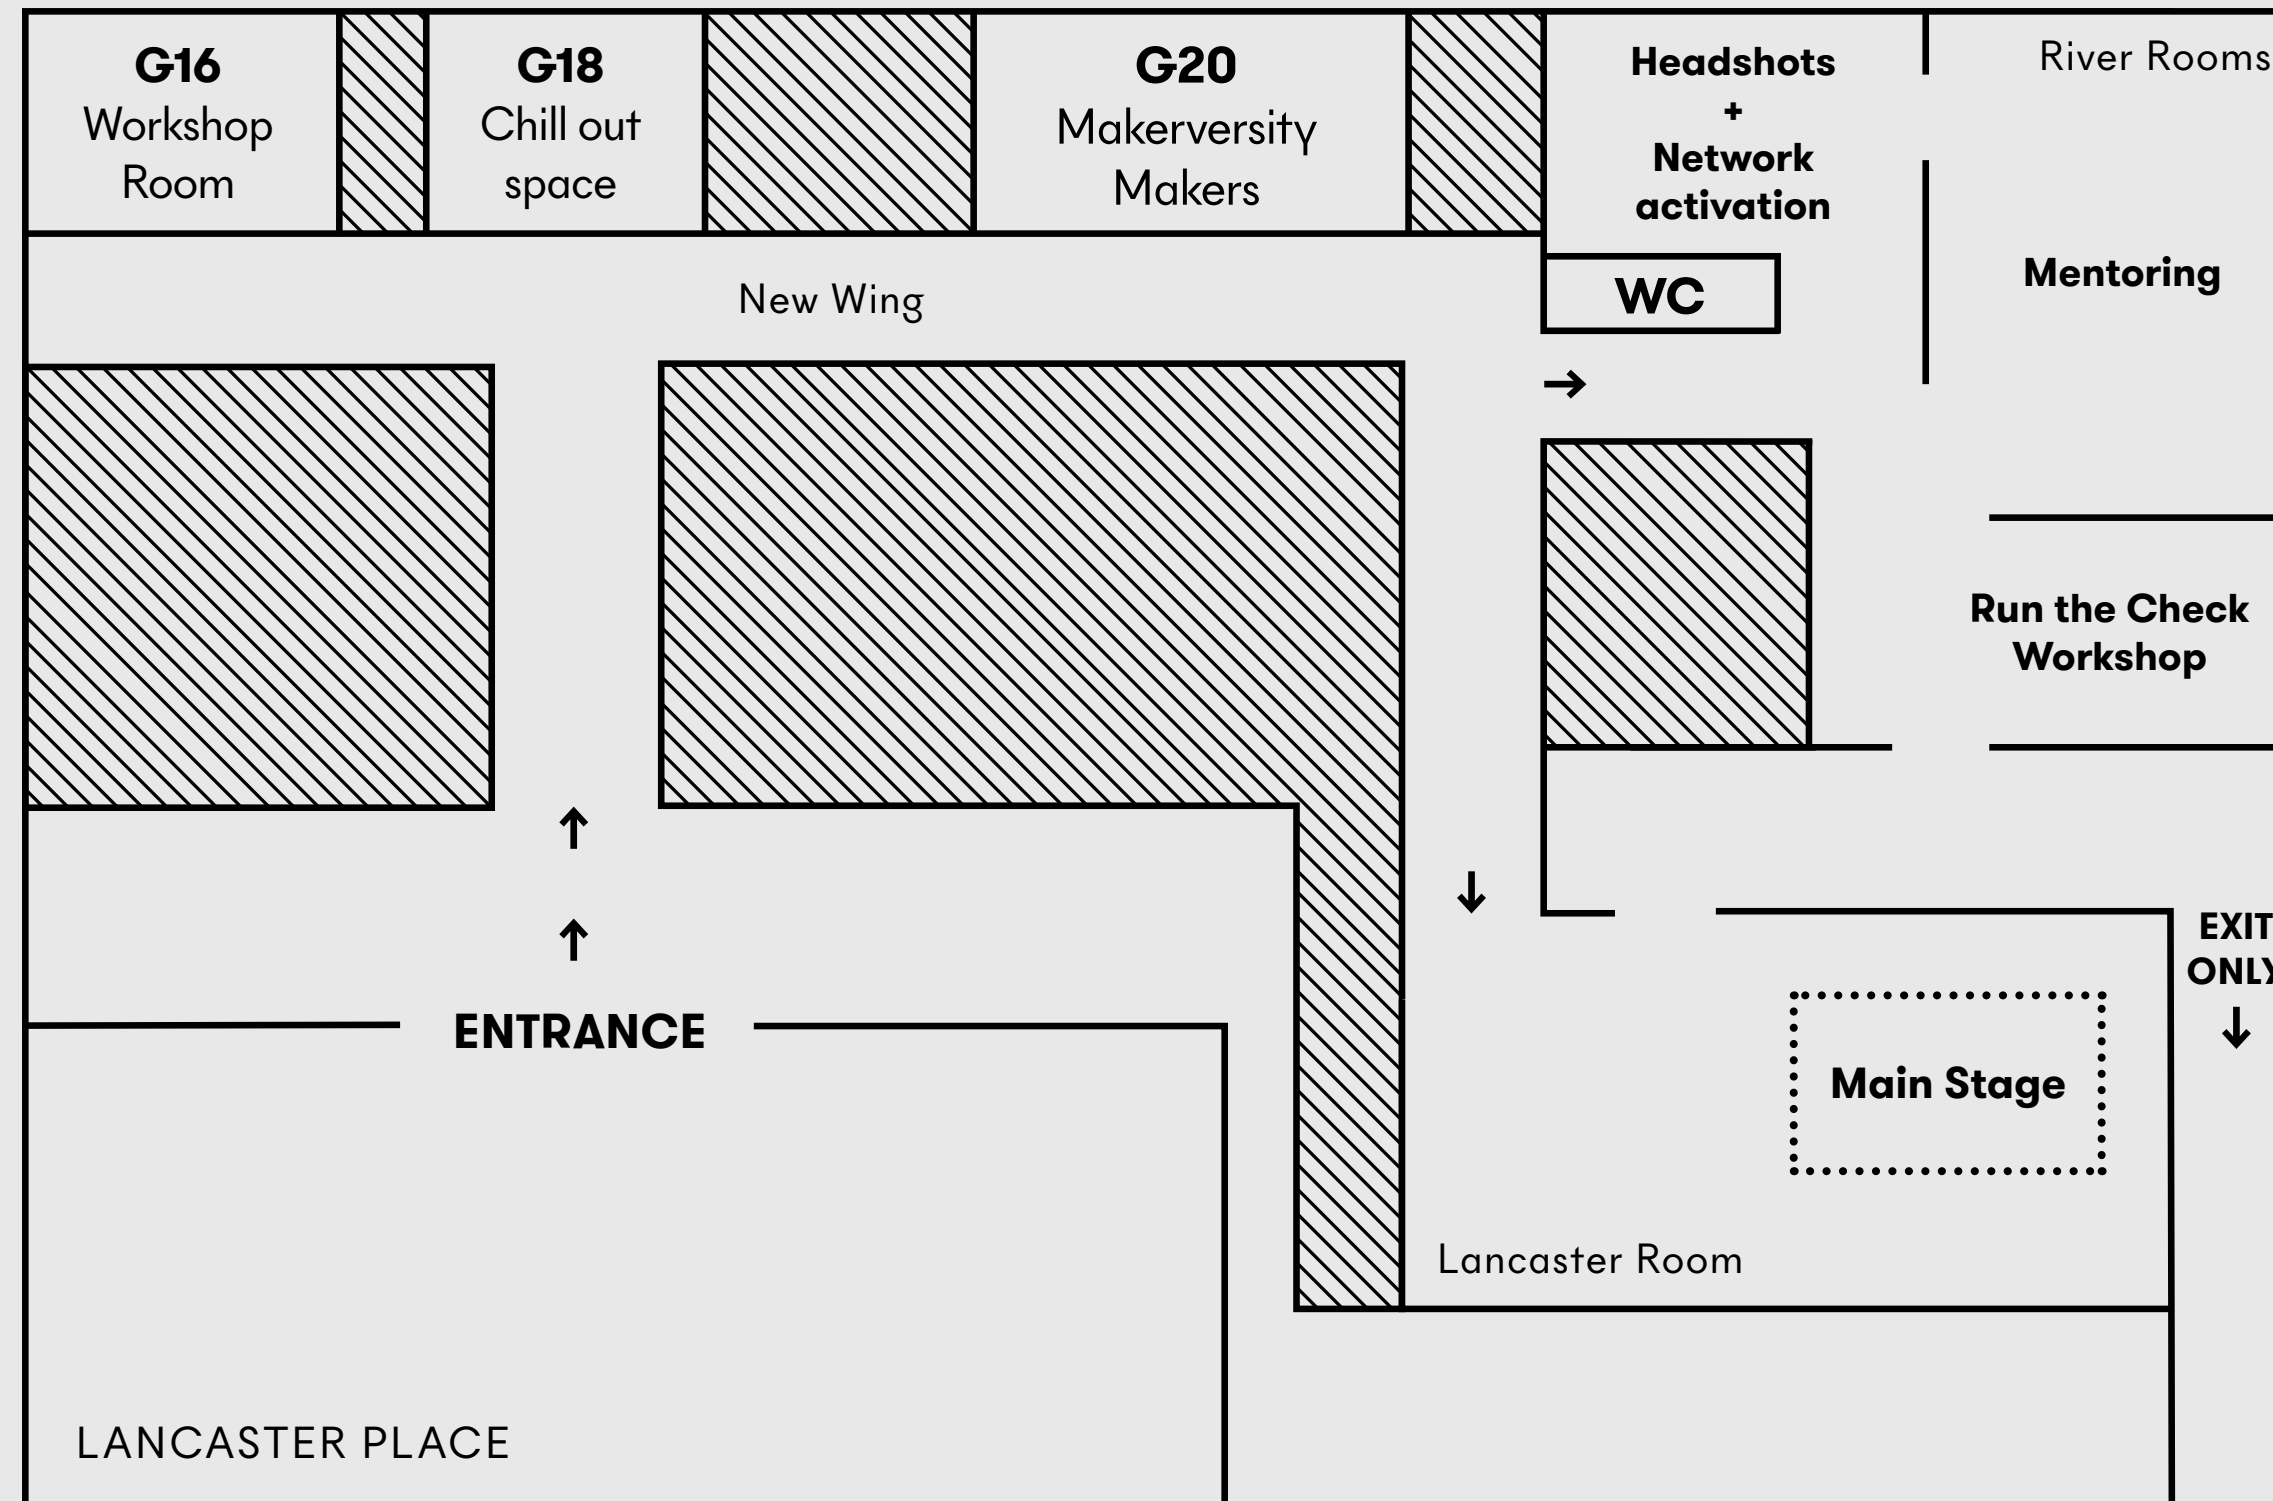 G16
Workshop
Room
G18
Chill out
space
G20
Makerversity
Makers
Headshots
+
Network
activation
River Rooms
Mentoring
New Wing
WC
Run the Check
Workshop
EXIT
ONLY
ENTRANCE
Main Stage
Lancaster Room
LANCASTER PLACE